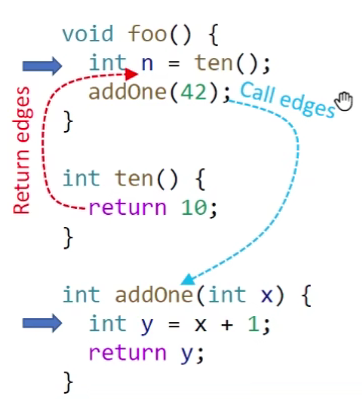 void foo() {
int n = ten();
addOne(42);
Call edges
}
Return edges
int ten() {
return 10;
}
int addOne(int x) {
int y = x + 1;
return y;
}